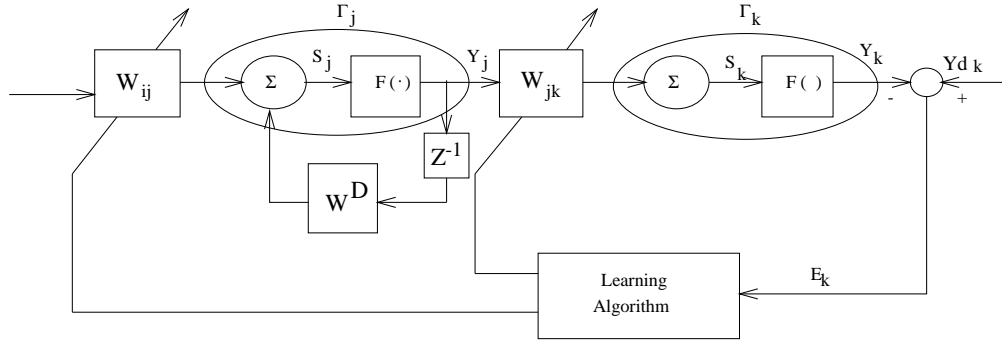 Γj
Γk
Wij
Σ
Sj
F(·)
Yj
Wjk
Σ
Sk
F( )
Yk
-
+
Yd k
Z-1
WD
Learning
Algorithm
Ek